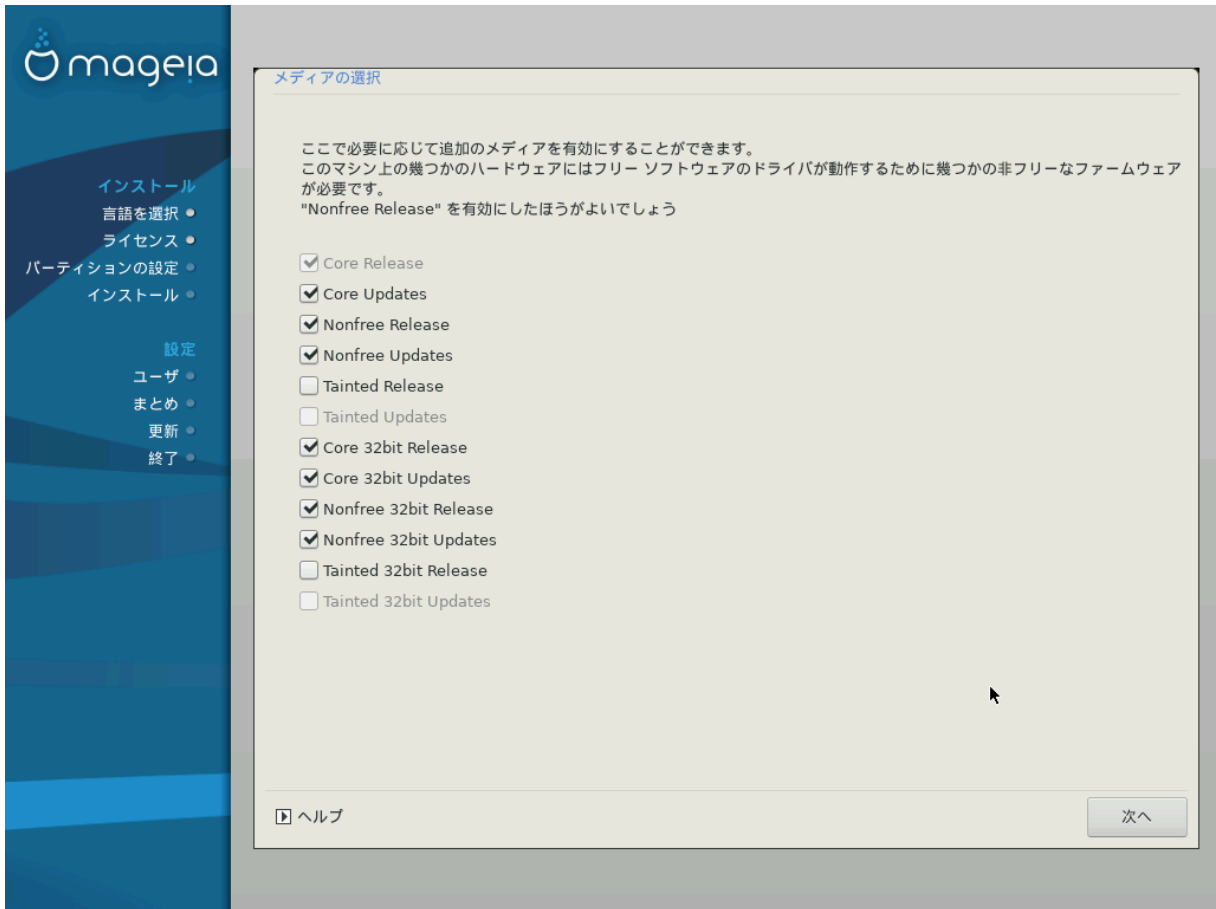 mageia
インストール
言語を選択
ライセンス
パーティションの設定
インストール
設定
ユーザ
まとめ
更新
終了
メディアの選択
ここで必要に応じて追加のメディアを有効にすることができます。
このマシン上の幾つかのハードウェアにはフリー ソフトウェアのドライバが動作するために幾つかの非フリーなファームウェア
が必要です。
"Nonfree Release" を有効にしたほうがよいでしょう
Core Release
Core Updates
Nonfree Release
Nonfree Updates
Tainted Release
Tainted Updates
Core 32bit Release
Core 32bit Updates
Nonfree 32bit Release
Nonfree 32bit Updates
Tainted 32bit Release
Tainted 32bit Updates
ヘルプ
次へ